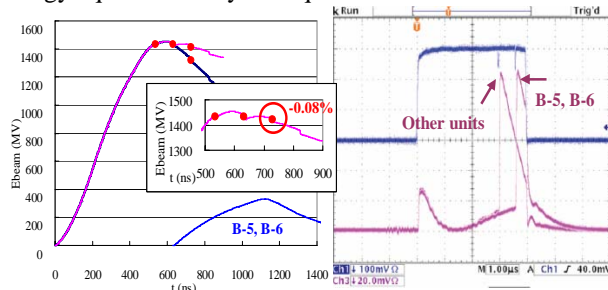 1600
1400
1200
1000
800
600
400
200
0
Ebeam (MV)
0 200 400 600 800 1000 1200 1400
t (ns)
B-5, B-6
1500
1400
1300
Ebeam (MV)
500 600 700 800 900
t (ns)
-0.08%
k Run
Trig'd
B-5, B-6
Other units
Ch1 100mVΩ
M 1.00µs A Ch1 40.0mV
Ch3 20.0mVΩ